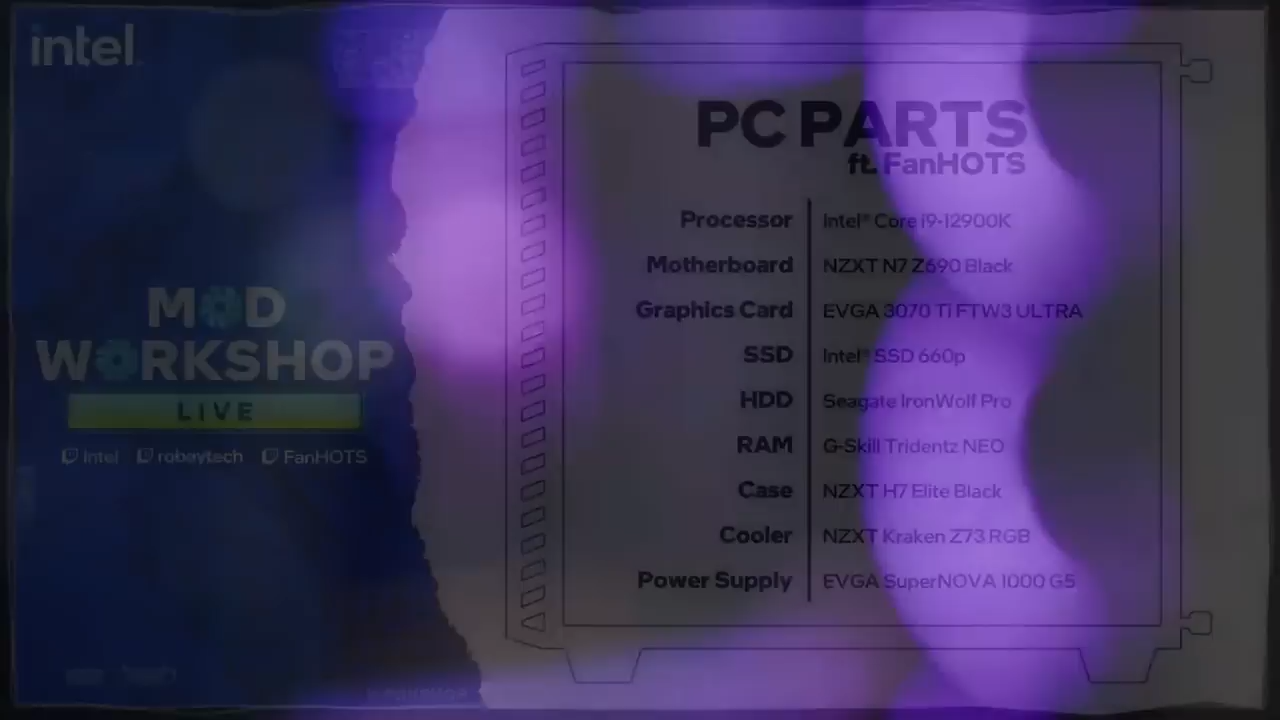 intel
MOD
WORKSHOP
LIVE
Intel robeytech FanHOTS
PC PARTS
ft. FanHOTS
Processor Intel® Core i9-12900K
Motherboard NZXT N7 Z690 Black
Graphics Card EVGA 3070 Ti FTW3 ULTRA
SSD Intel® SSD 660p
HDD Seagate IronWolf Pro
RAM G-Skill Tridentz NEO
Case NZXT H7 Elite Black
Cooler NZXT Kraken Z73 RGB
Power Supply EVGA SuperNOVA 1000 G5